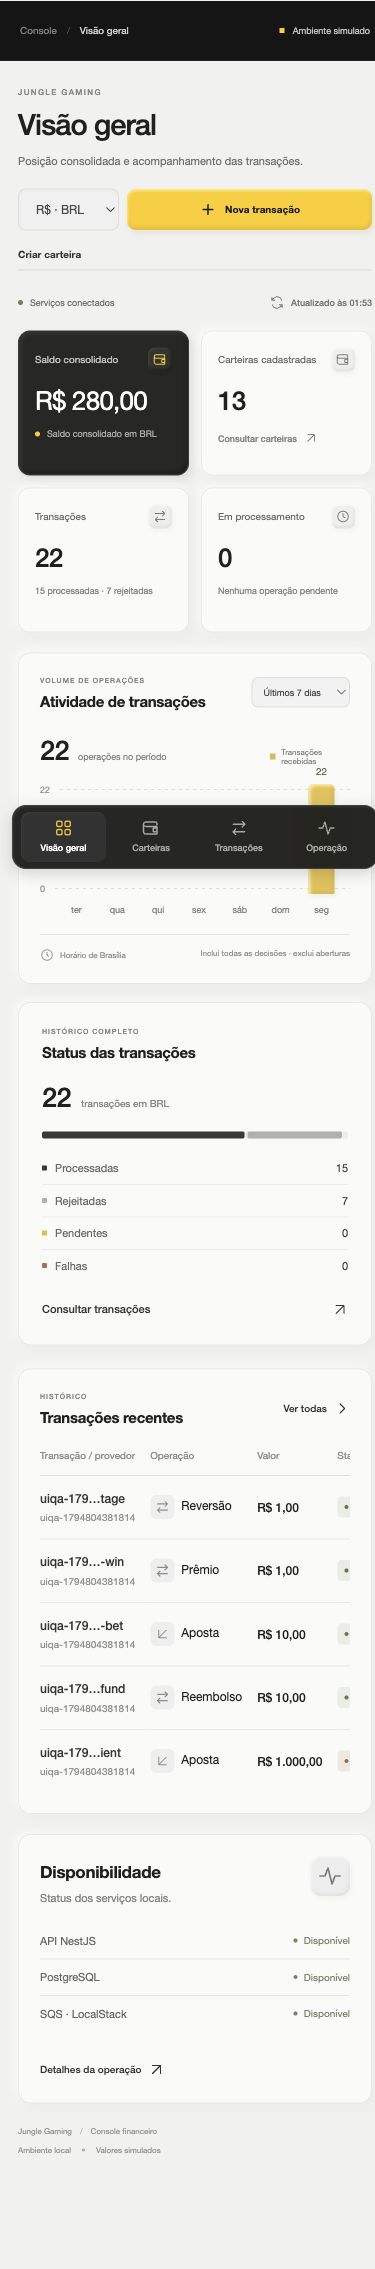 Console / Visão geral
Ambiente simulado
JUNGLE GAMING
Visão geral
Posição consolidada e acompanhamento das transações.
R$ · BRL
Nova transação
Criar carteira
Serviços conectados
Atualizado às 01:53
Saldo consolidado
R$ 280,00
Saldo consolidado em BRL
Carteiras cadastradas
13
Consultar carteiras
Transações
22
15 processadas · 7 rejeitadas
Em processamento
0
Nenhuma operação pendente
VOLUME DE OPERAÇÕES
Atividade de transações
Últimos 7 dias
22 operações no período
Transações
recebidas
22
22
Visão geral
Carteiras
Transações
Operação
0
ter qua qui sex sáb dom seg
Horário de Brasília
Inclui todas as decisões · exclui aberturas
HISTÓRICO COMPLETO
Status das transações
22 transações em BRL
Processadas 15
Rejeitadas 7
Pendentes 0
Falhas 0
Consultar transações
HISTÓRICO
Transações recentes
Ver todas
Transação / provedor Operação Valor Sta
uiqa-179…tage Reversão R$ 1,00
uiqa-1794804381814
uiqa-179…-win Prêmio R$ 1,00
uiqa-1794804381814
uiqa-179…-bet Aposta R$ 10,00
uiqa-1794804381814
uiqa-179…fund Reembolso R$ 10,00
uiqa-1794804381814
uiqa-179…ient Aposta R$ 1.000,00
uiqa-1794804381814
Disponibilidade
Status dos serviços locais.
API NestJS Disponível
PostgreSQL Disponível
SQS · LocalStack Disponível
Detalhes da operação
Jungle Gaming / Console financeiro
Ambiente local • Valores simulados